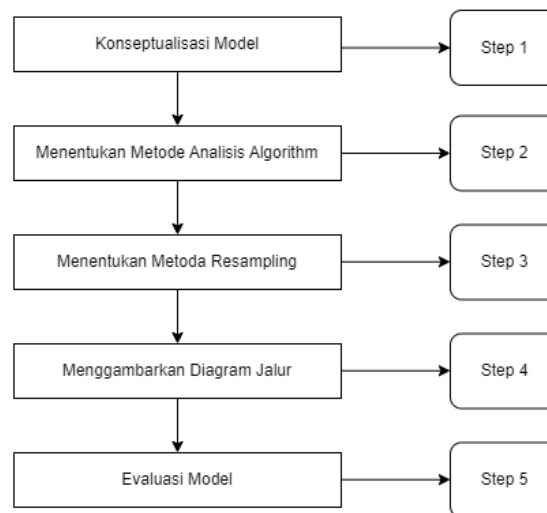 Konseptualisasi Model
Step 1
Menentukan Metode Analisis Algorithm
Step 2
Menentukan Metoda Resampling
Step 3
Menggambarkan Diagram Jalur
Step 4
Evaluasi Model
Step 5